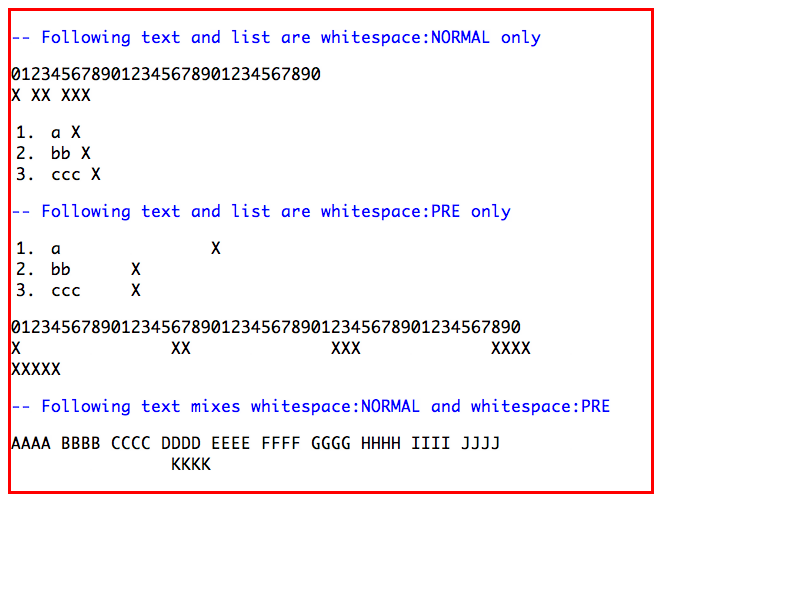 -- Following text and list are whitespace:NORMAL only
0123456789012345678901234567890
X XX XXX
1. a X
2. bb X
3. ccc X
-- Following text and list are whitespace:PRE only
1. a               X
2. bb      X
3. ccc     X
012345678901234567890123456789012345678901234567890
X               XX              XXX             XXXX
XXXXX
-- Following text mixes whitespace:NORMAL and whitespace:PRE
AAAA BBBB CCCC DDDD EEEE FFFF GGGG HHHH IIII JJJJ
                KKKK